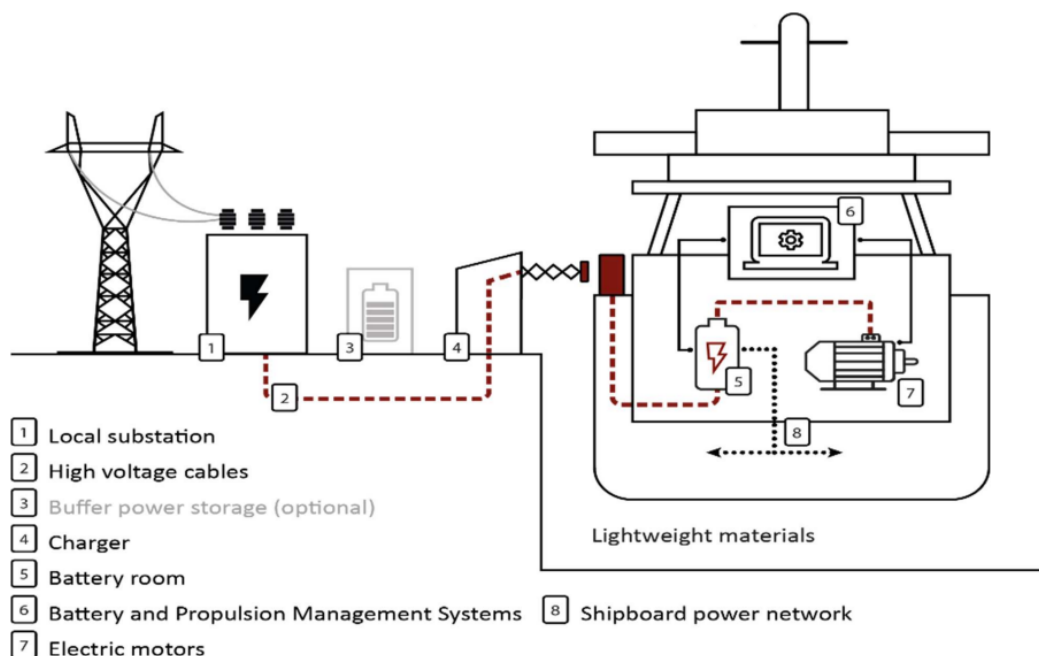 6
1
3
4
5
7
2
8
1 Local substation
2 High voltage cables
3 Buffer power storage (optional)
Lightweight materials
4 Charger
5 Battery room
6 Battery and Propulsion Management Systems
8 Shipboard power network
7 Electric motors